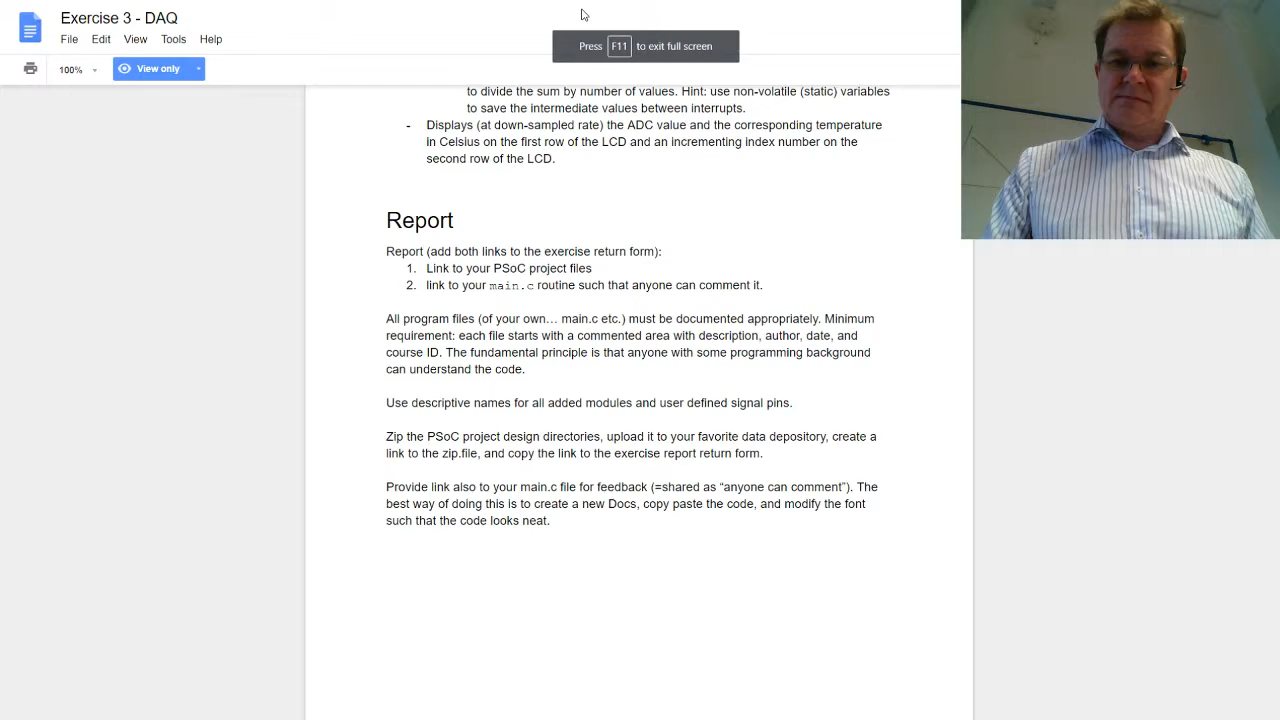 Exercise 3 - DAQ
File Edit View Tools Help
Press F11 to exit full screen
100% View only
to divide the sum by number of values. Hint: use non-volatile (static) variables
to save the intermediate values between interrupts.
- Displays (at down-sampled rate) the ADC value and the corresponding temperature
in Celsius on the first row of the LCD and an incrementing index number on the
second row of the LCD.
Report
Report (add both links to the exercise return form):
1. Link to your PSoC project files
2. link to your main.c routine such that anyone can comment it.
All program files (of your own… main.c etc.) must be documented appropriately. Minimum
requirement: each file starts with a commented area with description, author, date, and
course ID. The fundamental principle is that anyone with some programming background
can understand the code.
Use descriptive names for all added modules and user defined signal pins.
Zip the PSoC project design directories, upload it to your favorite data depository, create a
link to the zip.file, and copy the link to the exercise report return form.
Provide link also to your main.c file for feedback (=shared as “anyone can comment”). The
best way of doing this is to create a new Docs, copy paste the code, and modify the font
such that the code looks neat.